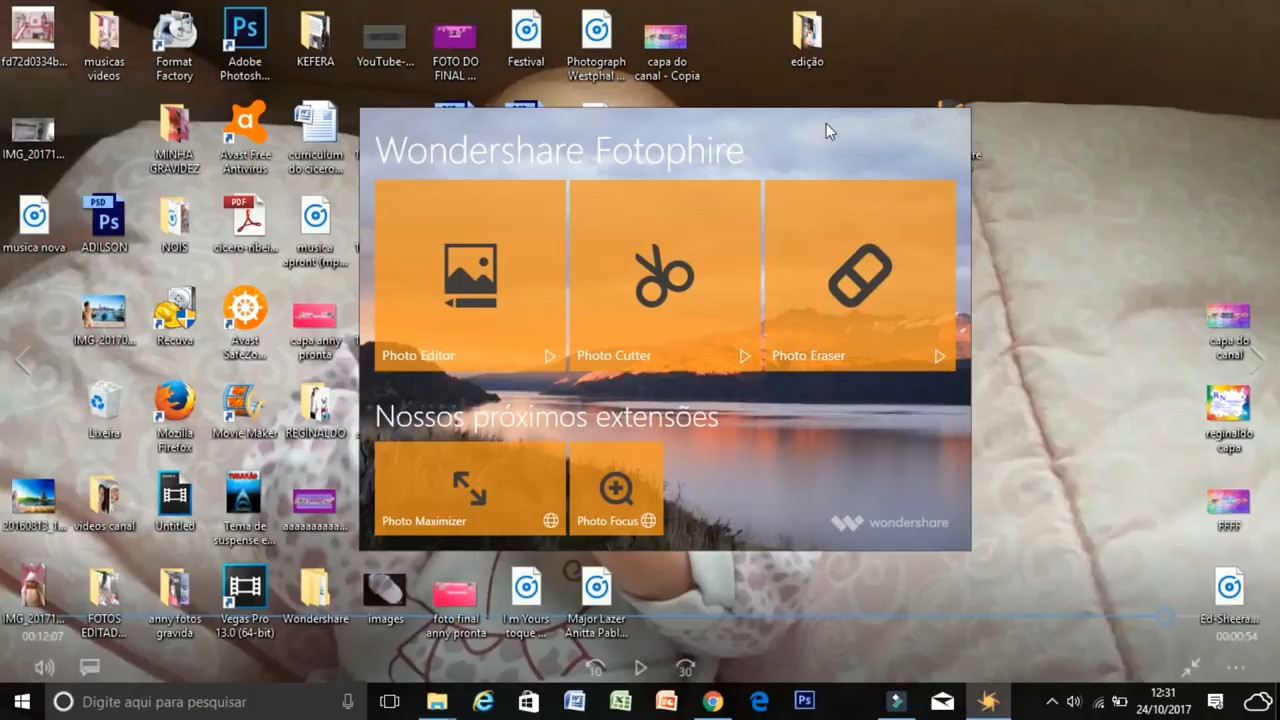 fd72d0334b...
musicas
videos
Format
Factory
Ps
Adobe
Photosh...
KEFERA
YouTube-...
FOTO DO
FINAL ...
Festival
Photograph
Westphal ...
capa do
canal - Copia
edição
IMG_20171...
MINHA
GRAVIDEZ
Avast Free
Antivirus
curriculum
do cicero...
musica nova
PSD
Ps
ADILSON
NOIS
PDF
cicero-ribei...
musica
apront (mp...
IMG-20170...
Recuva
Avast
SafeZo...
capa anny
pronta
Lixeira
Mozilla
Firefox
Movie Maker
REGINALDO
20160813_1...
videos canal
Untitled
Tema de
suspense e...
aaaaaaaaaa...
IMG_20171...
FOTOS
EDITAD...
anny fotos
gravida
Vegas Pro
13.0 (64-bit)
Wondershare
images
foto final
anny pronta
I m Yours
toque ...
Major Lazer
Anitta Pabl...
Wondershare Fotophire
Photo Editor
Photo Cutter
Photo Eraser
Nossos próximos extensões
Photo Maximizer
Photo Focus
wondershare
capa do
canal
reginaldo
capa
FFFF
Ed-Sheera...
00:12:07
00:00:54
10
30
Digite aqui para pesquisar
Ps
12:31
24/10/2017